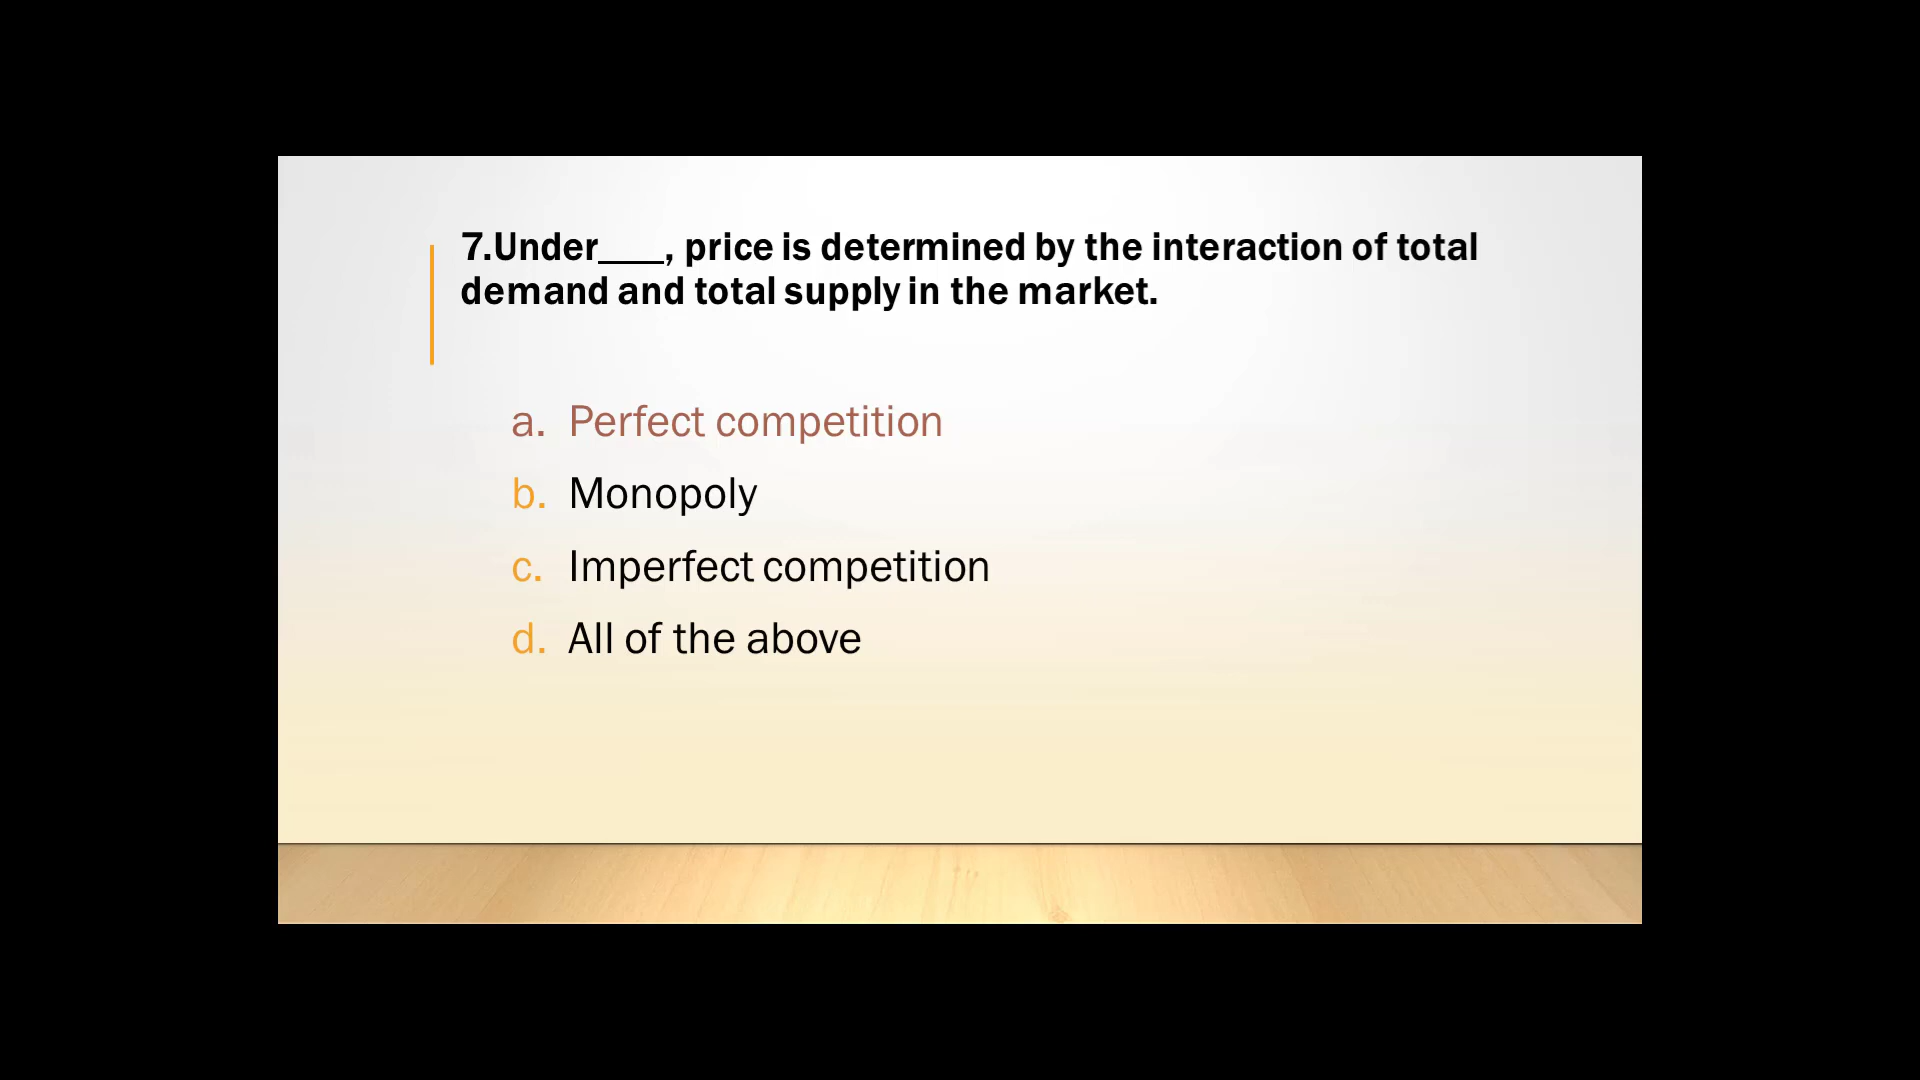 7.Under____, price is determined by the interaction of total
demand and total supply in the market.
a. Perfect competition
b. Monopoly
c. Imperfect competition
d. All of the above